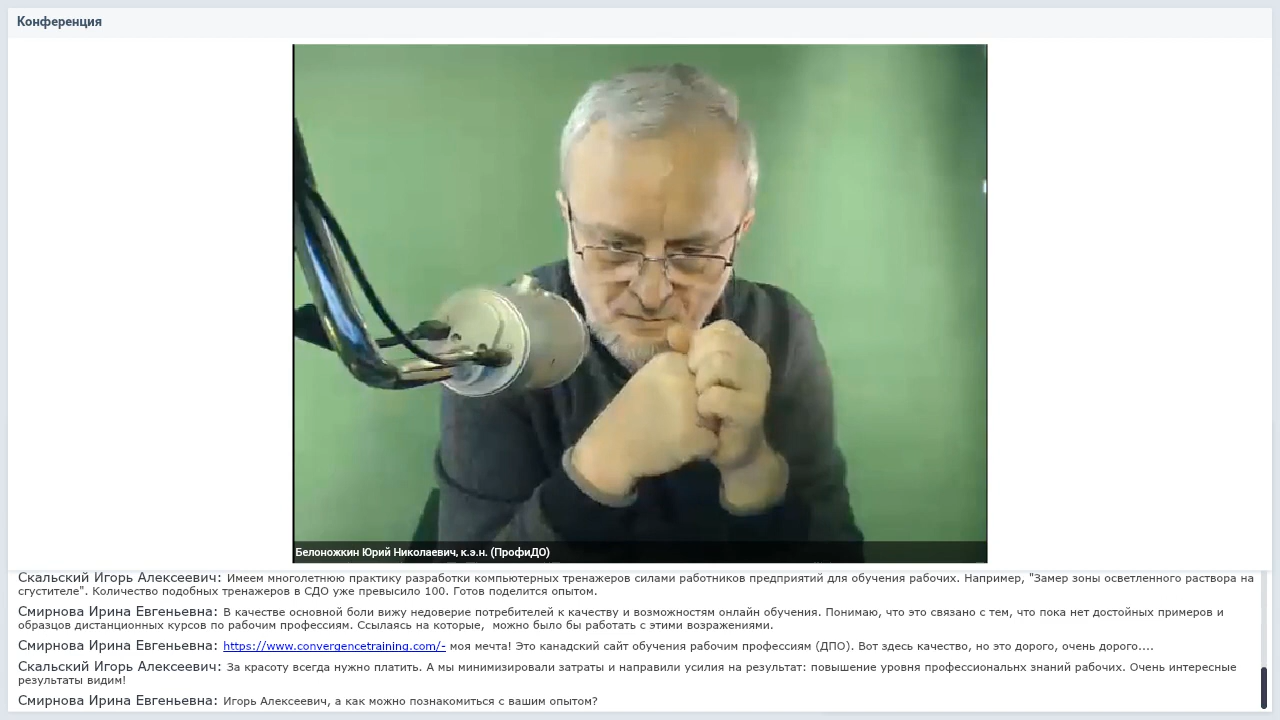 Конференция
Белоножкин Юрий Николаевич, к.э.н. (ПрофиДО)
Скальский Игорь Алексеевич: Имеем многолетнюю практику разработки компьютерных тренажеров силами работников предприятий для обучения рабочих. Например, "Замер зоны осветленного раствора на
сгустителе". Количество подобных тренажеров в СДО уже превысило 100. Готов поделится опытом.
Смирнова Ирина Евгеньевна: В качестве основной боли вижу недоверие потребителей к качеству и возможностям онлайн обучения. Понимаю, что это связано с тем, что пока нет достойных примеров и
образцов дистанционных курсов по рабочим профессиям. Ссылаясь на которые, можно было бы работать с этими возражениями.
Смирнова Ирина Евгеньевна: https://www.convergencetraining.com/- моя мечта! Это канадский сайт обучения рабочим профессиям (ДПО). Вот здесь качество, но это дорого, очень дорого....
Скальский Игорь Алексеевич: За красоту всегда нужно платить. А мы минимизировали затраты и направили усилия на результат: повышение уровня профессиональнх знаний рабочих. Очень интересные
результаты видим!
Смирнова Ирина Евгеньевна: Игорь Алексеевич, а как можно познакомиться с вашим опытом?